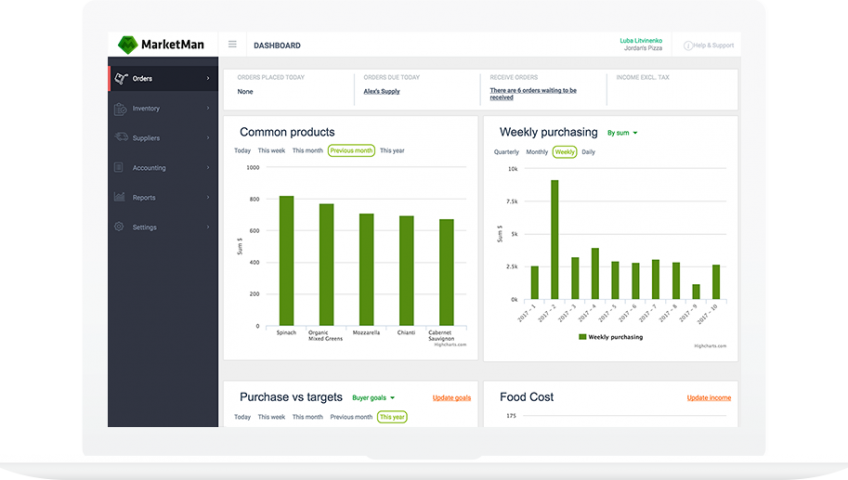 MarketMan
DASHBOARD
Luba Litvinenko
Jordan's Pizza
Help & Support
Orders
Inventory
Suppliers
Accounting
Reports
Settings
ORDERS PLACED TODAY
None
ORDERS DUE TODAY
Alex's Supply
RECEIVE ORDERS
There are 6 orders waiting to be
received
INCOME EXCL. TAX
Common products
Today This week This month Previous month This year
1000
800
600
400
200
0
Sum $
Spinach
Organic
Mixed Greens
Mozzarella
Chianti
Cabernet
Sauvignon
Highcharts.com
Weekly purchasing By sum
Quarterly Monthly Weekly Daily
10k
7.5k
5k
2.5k
0k
Sum $
2017 - 1
2017 - 2
2017 - 3
2017 - 4
2017 - 5
2017 - 6
2017 - 7
2017 - 8
2017 - 9
2017 - 10
Weekly purchasing
Highcharts.com
Purchase vs targets Buyer goals Update goals
Today This week This month Previous month This year
Food Cost Update income
175